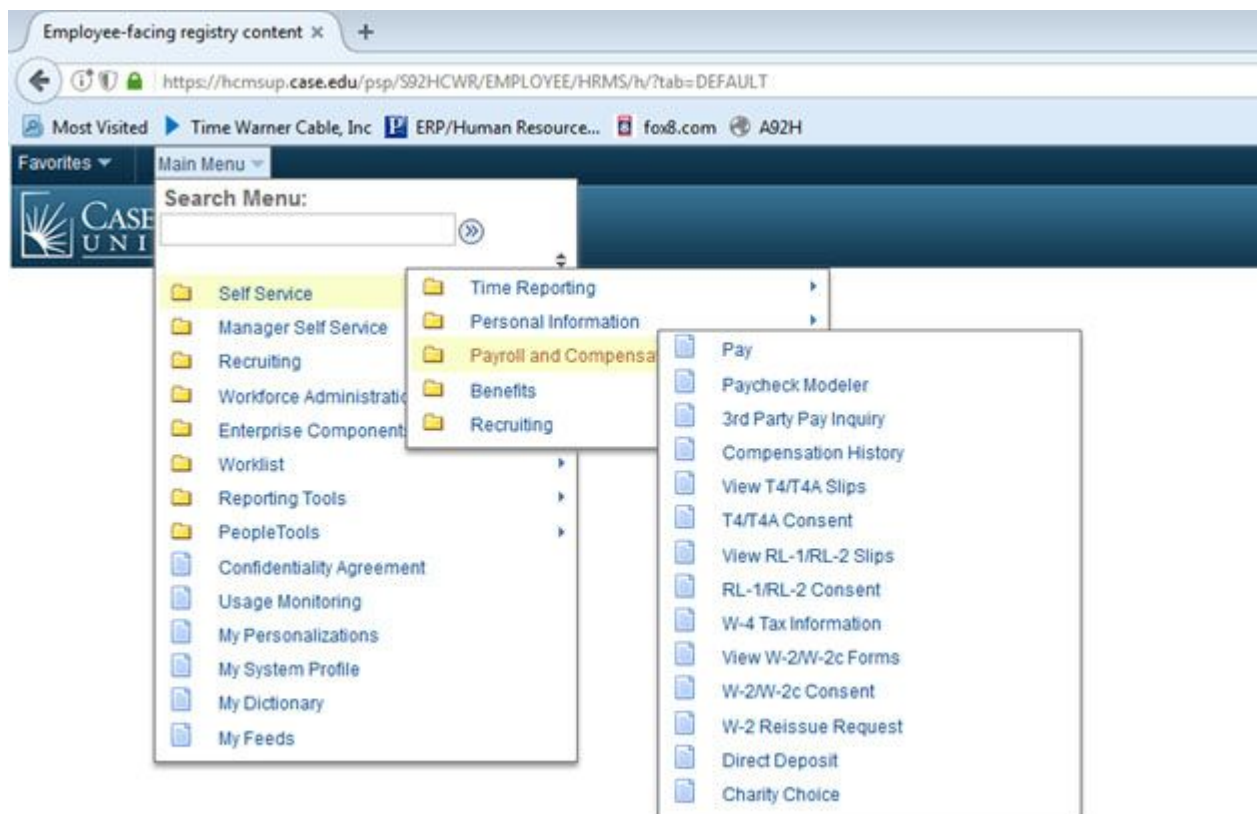 Employee-facing registry content × +
https://hcmsup.case.edu/psp/S92HCWR/EMPLOYEE/HRMS/h/?tab=DEFAULT
Most Visited Time Warner Cable, Inc ERP/Human Resource... fox8.com A92H
Favorites Main Menu
Search Menu:
CASE
UNI
Self Service
Manager Self Service
Recruiting
Workforce Administratio
Enterprise Component
Worklist
Reporting Tools
PeopleTools
Confidentiality Agreement
Usage Monitoring
My Personalizations
My System Profile
My Dictionary
My Feeds
Time Reporting
Personal Information
Payroll and Compensa
Benefits
Recruiting
Pay
Paycheck Modeler
3rd Party Pay Inquiry
Compensation History
View T4/T4A Slips
T4/T4A Consent
View RL-1/RL-2 Slips
RL-1/RL-2 Consent
W-4 Tax Information
View W-2/W-2c Forms
W-2/W-2c Consent
W-2 Reissue Request
Direct Deposit
Charity Choice